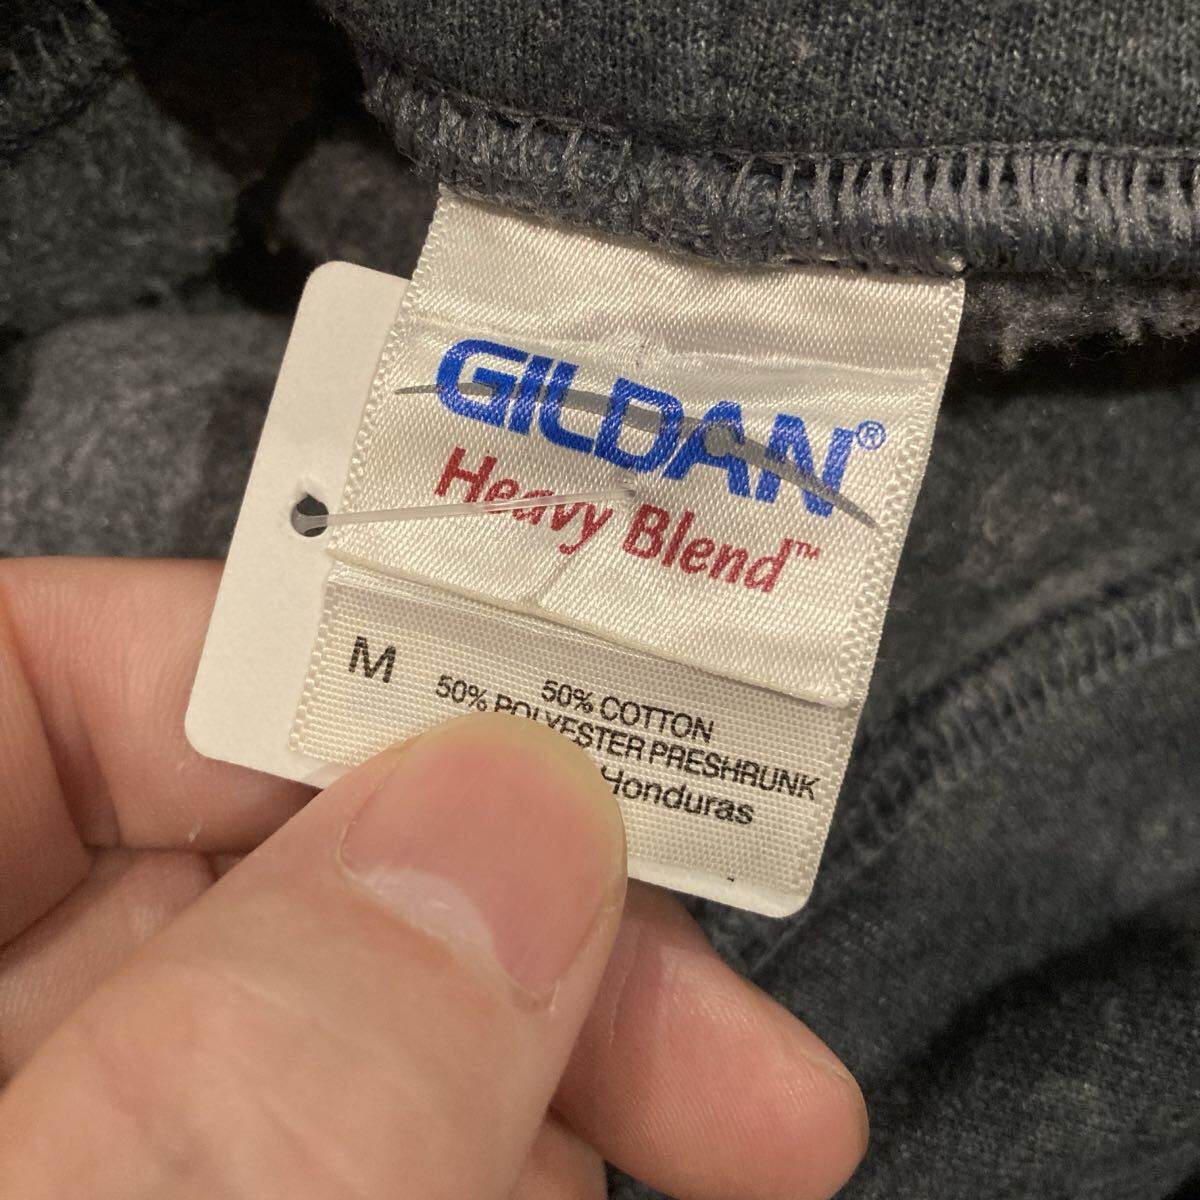 GILDAN®
Heavy Blend™
M
50% COTTON
50% POLYESTER PRESHRUNK
Honduras